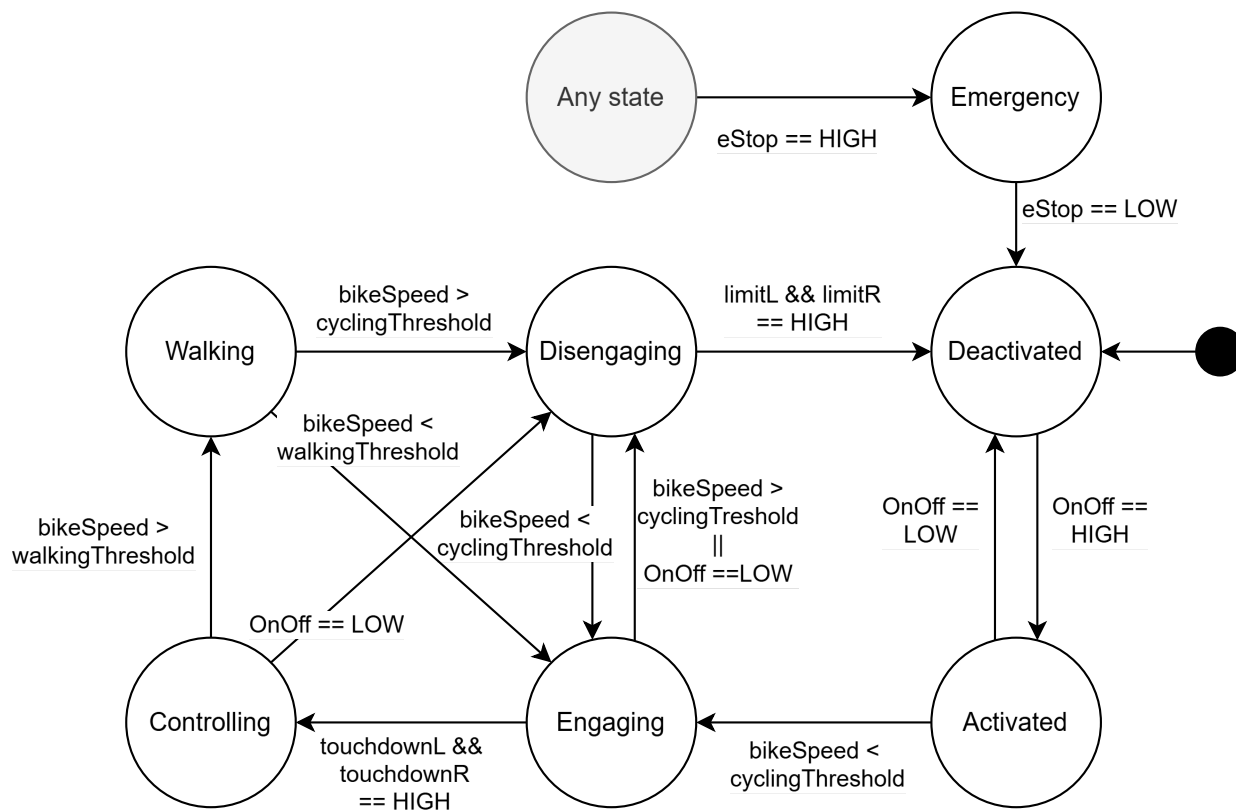 Any state
Emergency
eStop == HIGH
eStop == LOW
Walking
bikeSpeed >
cyclingThreshold
Disengaging
limitL && limitR
== HIGH
Deactivated
bikeSpeed <
walkingThreshold
bikeSpeed >
walkingThreshold
bikeSpeed <
cyclingThreshold
bikeSpeed >
cyclingTreshold
||
OnOff ==LOW
OnOff ==
LOW
OnOff ==
HIGH
OnOff == LOW
Controlling
touchdownL &&
touchdownR
== HIGH
Engaging
bikeSpeed <
cyclingThreshold
Activated